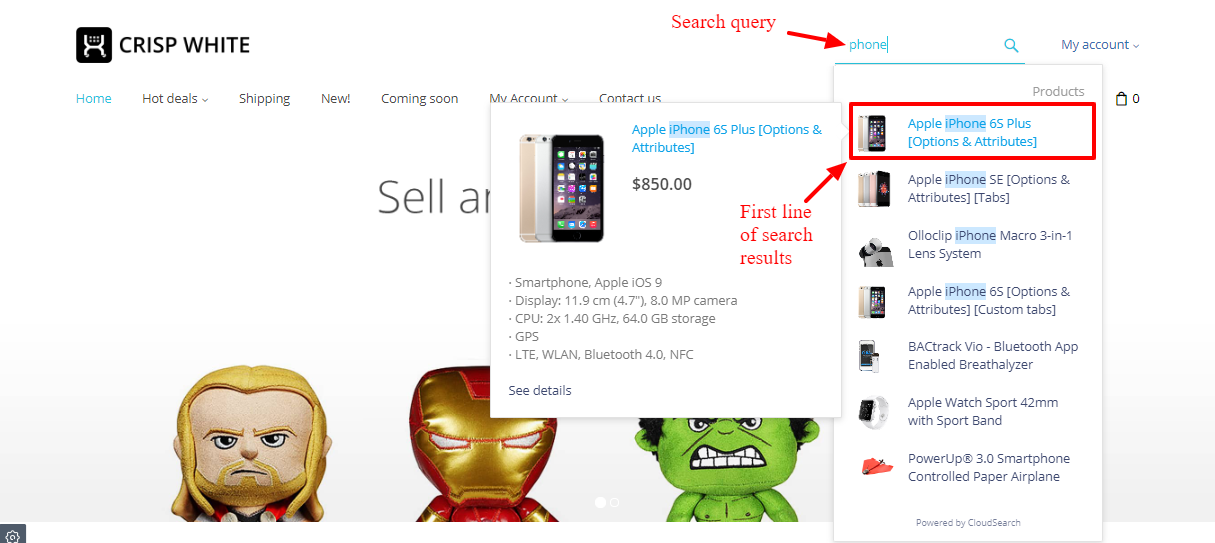 Search query
CRISP WHITE
phone
My account
Home
Hot deals
Shipping
New!
Coming soon
My Account
Contact us
0
Products
Apple iPhone 6S Plus
[Options & Attributes]
Apple iPhone SE [Options &
Attributes] [Tabs]
Olloclip iPhone Macro 3-in-1
Lens System
Apple iPhone 6S [Options &
Attributes] [Custom tabs]
BACtrack Vio - Bluetooth App
Enabled Breathalyzer
Apple Watch Sport 42mm
with Sport Band
PowerUp® 3.0 Smartphone
Controlled Paper Airplane
Powered by CloudSearch
Apple iPhone 6S Plus [Options &
Attributes]
$850.00
· Smartphone, Apple iOS 9
· Display: 11.9 cm (4.7"), 8.0 MP camera
· CPU: 2x 1.40 GHz, 64.0 GB storage
· GPS
· LTE, WLAN, Bluetooth 4.0, NFC
See details
First line
of search
results
Sell a